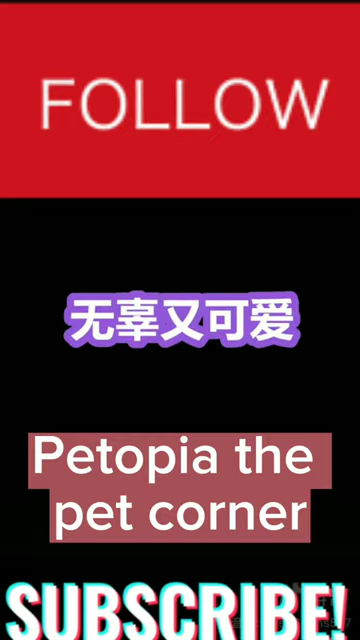 FOLLOW
无辜又可爱
Petopia the
pet corner
SUBSCRIBE!